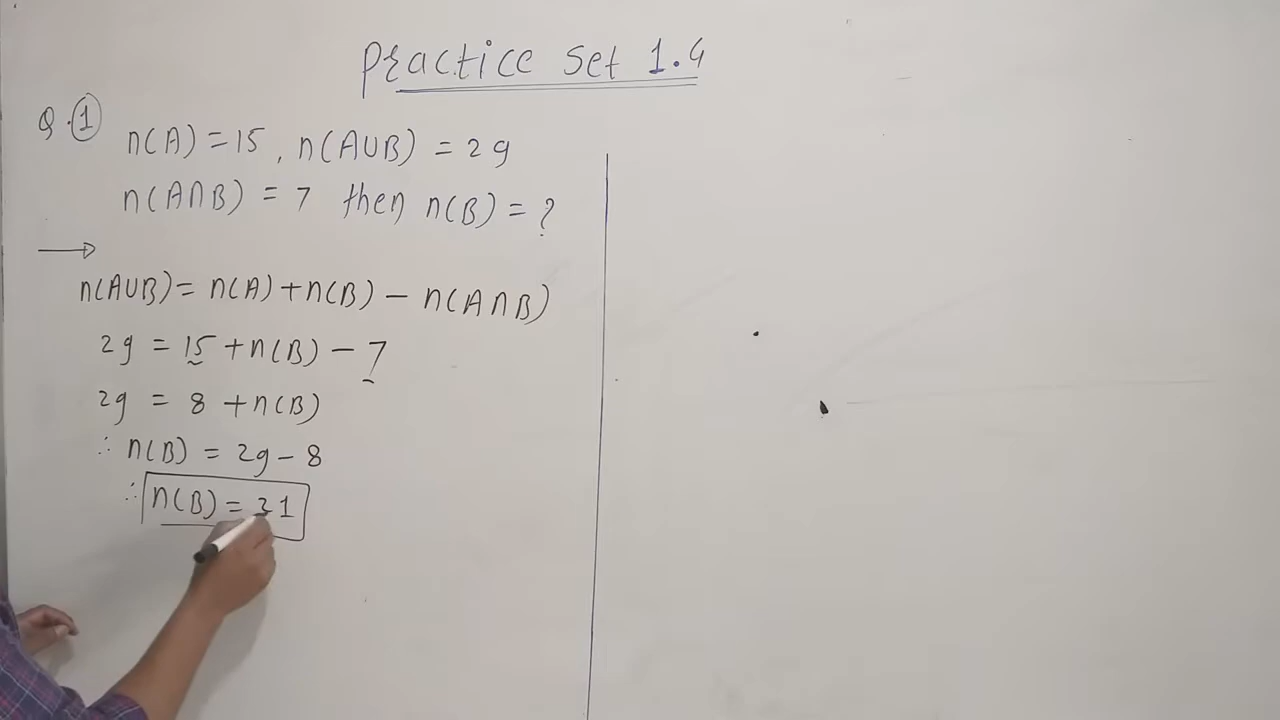 Practice Set 1.4
Q.1
n(A) = 15, n(A∪B) = 29
n(A∩B) = 7 then n(B) = ?
→
n(A∪B) = n(A) + n(B) − n(A∩B)
29 = 15 + n(B) − 7
29 = 8 + n(B)
∴ n(B) = 29 − 8
∴ n(B) = 21